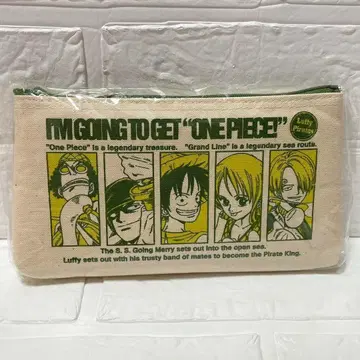 I'M GOING TO GET "ONE PIECE!"
Luffy Pirates
"One Piece" is a legendary treasure. "Grand Line" is a legendary sea route.
The S. S. Going Merry sets out into the open sea.
Luffy sets out with his trusty band of mates to become the Pirate King.